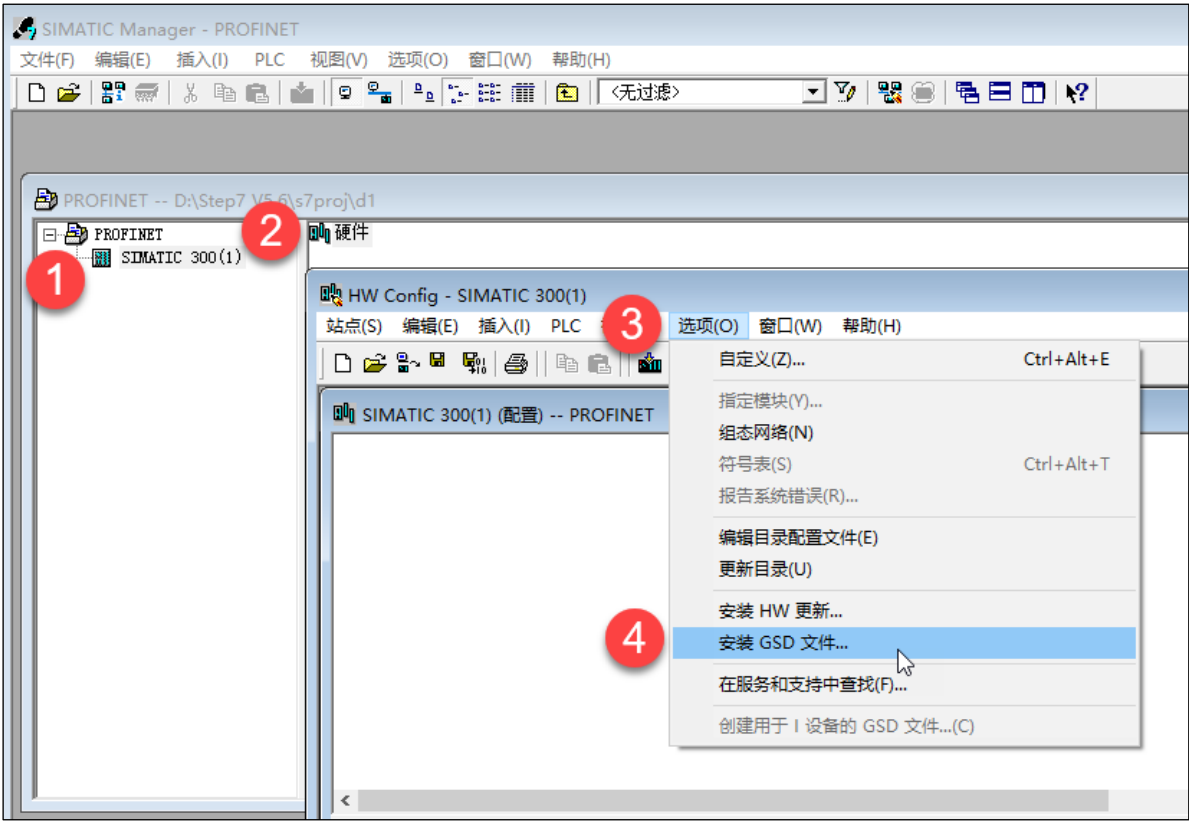 SIMATIC Manager - PROFINET
文件(F) 编辑(E) 插入(I) PLC 视图(V) 选项(O) 窗口(W) 帮助(H)
<无过滤>
PROFINET -- D:\Step7 V5.6\s7proj\d1
PROFINET
2
硬件
SIMATIC 300(1)
1
HW Config - SIMATIC 300(1)
站点(S) 编辑(E) 插入(I) PLC 3 选项(O) 窗口(W) 帮助(H)
自定义(Z)... Ctrl+Alt+E
指定模块(Y)...
SIMATIC 300(1) (配置) -- PROFINET
组态网络(N)
符号表(S) Ctrl+Alt+T
报告系统错误(R)...
编辑目录配置文件(E)
更新目录(U)
安装 HW 更新...
4
安装 GSD 文件...
在服务和支持中查找(F)...
创建用于 I 设备的 GSD 文件...(C)